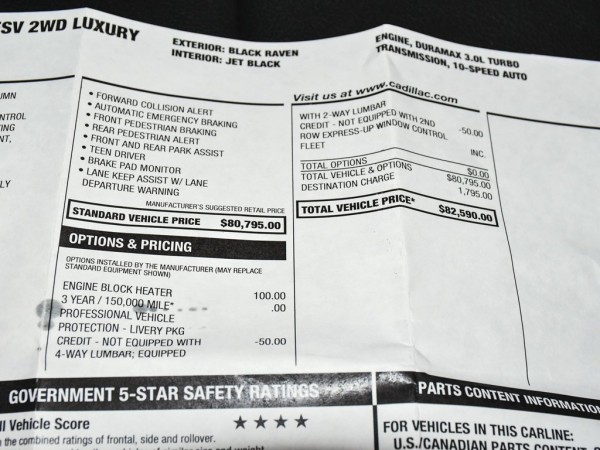 ESV 2WD LUXURY
EXTERIOR: BLACK RAVEN
INTERIOR: JET BLACK
ENGINE, DURAMAX 3.0L TURBO
TRANSMISSION, 10-SPEED AUTO
• FORWARD COLLISION ALERT
• AUTOMATIC EMERGENCY BRAKING
• FRONT PEDESTRIAN BRAKING
• REAR PEDESTRIAN ALERT
• FRONT AND REAR PARK ASSIST
• TEEN DRIVER
• BRAKE PAD MONITOR
• LANE KEEP ASSIST W/ LANE
DEPARTURE WARNING
MANUFACTURER'S SUGGESTED RETAIL PRICE
STANDARD VEHICLE PRICE $80,795.00
OPTIONS & PRICING
OPTIONS INSTALLED BY THE MANUFACTURER (MAY REPLACE
STANDARD EQUIPMENT SHOWN)
ENGINE BLOCK HEATER 100.00
3 YEAR / 150,000 MILE* .00
PROFESSIONAL VEHICLE
PROTECTION - LIVERY PKG
CREDIT - NOT EQUIPPED WITH -50.00
4-WAY LUMBAR; EQUIPPED
Visit us at www.cadillac.com
WITH 2-WAY LUMBAR
CREDIT - NOT EQUIPPED WITH 2ND -50.00
ROW EXPRESS-UP WINDOW CONTROL
FLEET INC.
TOTAL OPTIONS $0.00
TOTAL VEHICLE & OPTIONS $80,795.00
DESTINATION CHARGE 1,795.00
TOTAL VEHICLE PRICE* $82,590.00
GOVERNMENT 5-STAR SAFETY RATINGS
ll Vehicle Score ★★★★
the combined ratings of frontal, side and rollover.
PARTS CONTENT INFORMATION
FOR VEHICLES IN THIS CARLINE:
U.S./CANADIAN PARTS CONTENT